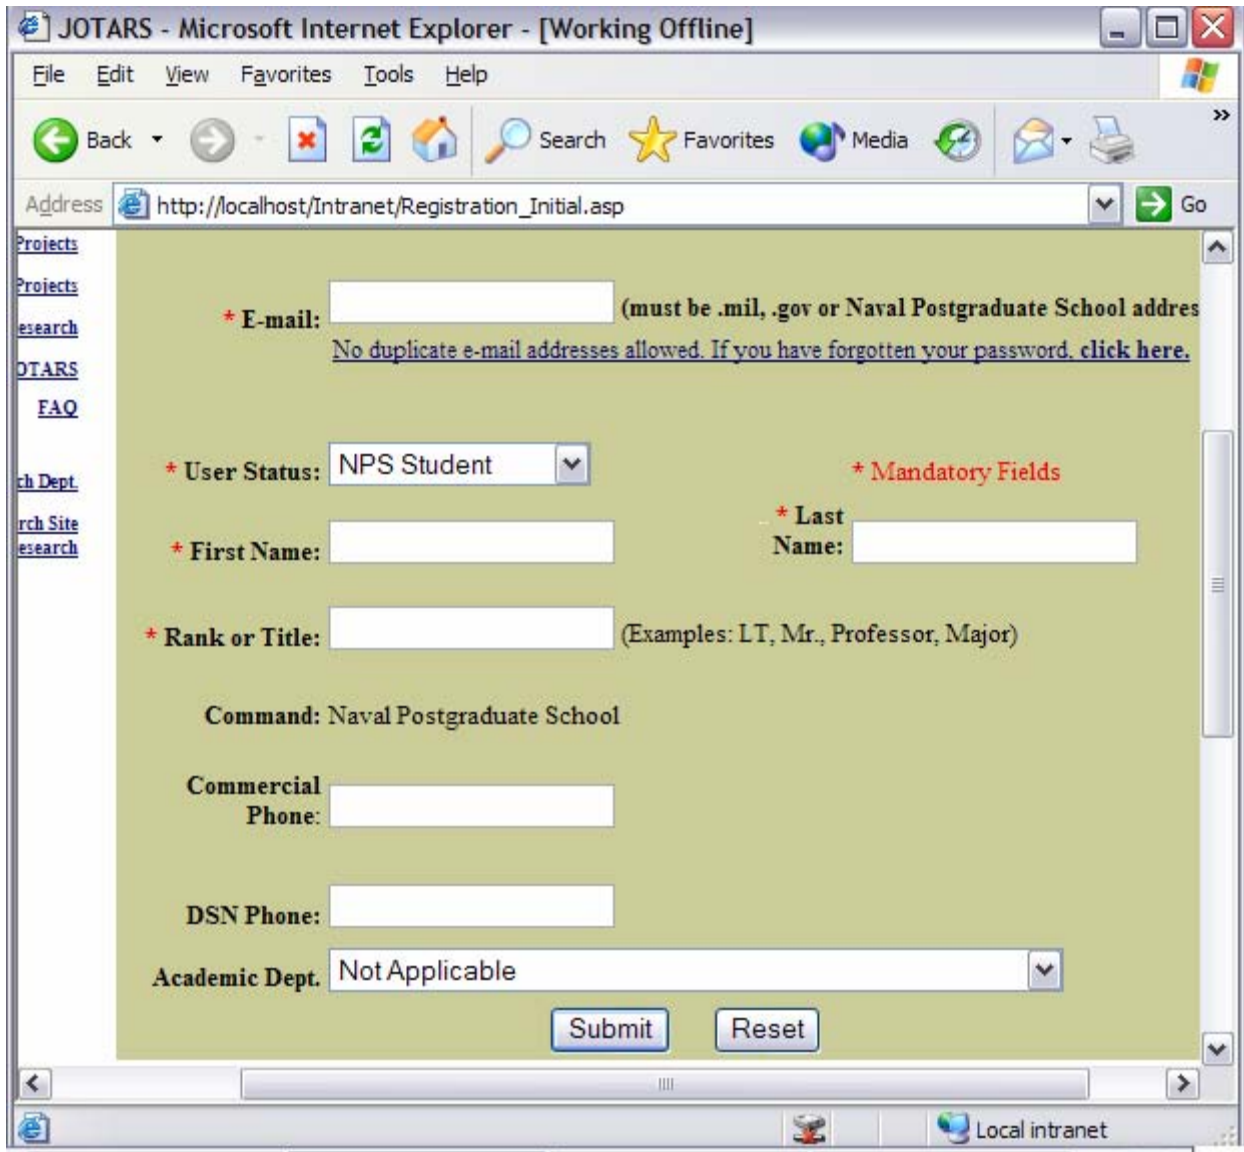 JOTARS - Microsoft Internet Explorer - [Working Offline]
File Edit View Favorites Tools Help
Back Search Favorites Media »
Address http://localhost/Intranet/Registration_Initial.asp Go
Projects
Projects
esearch
OTARS
FAQ
ch Dept.
rch Site
esearch
* E-mail: (must be .mil, .gov or Naval Postgraduate School addres
No duplicate e-mail addresses allowed. If you have forgotten your password, click here.
* User Status: NPS Student * Mandatory Fields
* First Name: * Last Name:
* Rank or Title: (Examples: LT, Mr., Professor, Major)
Command: Naval Postgraduate School
Commercial
Phone:
DSN Phone:
Academic Dept. Not Applicable
Submit Reset
Local intranet